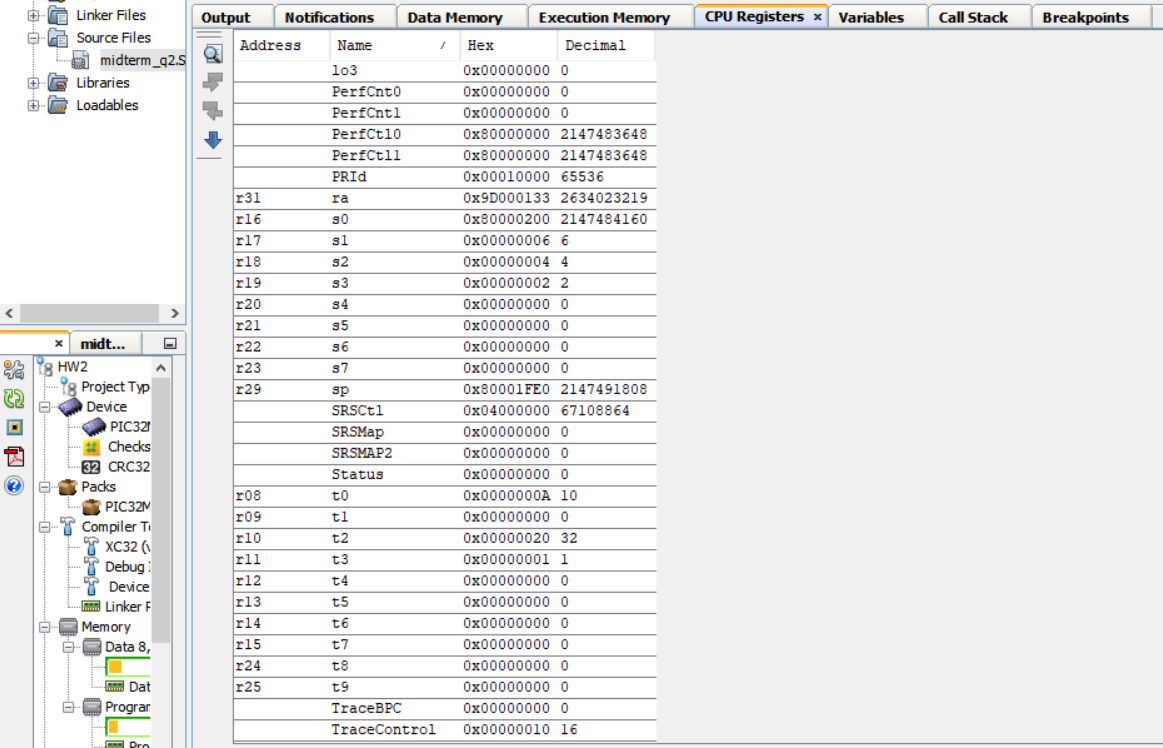 Linker Files
Source Files
midterm_q2.S
Libraries
Loadables
× midt...
HW2
Project Typ
Device
PIC32M
Checks
32 CRC32
Packs
PIC32M
Compiler T
XC32 (v
Debug
Device
Linker
Memory
Data 8,
Dat
Program
Pro
Output Notifications Data Memory Execution Memory CPU Registers × Variables Call Stack Breakpoints
Address Name / Hex Decimal
lo3 0x00000000 0
PerfCnt0 0x00000000 0
PerfCnt1 0x00000000 0
PerfCtl0 0x80000000 2147483648
PerfCtl1 0x80000000 2147483648
PRId 0x00010000 65536
r31 ra 0x9D000133 2634023219
r16 s0 0x80000200 2147484160
r17 s1 0x00000006 6
r18 s2 0x00000004 4
r19 s3 0x00000002 2
r20 s4 0x00000000 0
r21 s5 0x00000000 0
r22 s6 0x00000000 0
r23 s7 0x00000000 0
r29 sp 0x80001FE0 2147491808
SRSCtl 0x04000000 67108864
SRSMap 0x00000000 0
SRSMAP2 0x00000000 0
Status 0x00000000 0
r08 t0 0x0000000A 10
r09 t1 0x00000000 0
r10 t2 0x00000020 32
r11 t3 0x00000001 1
r12 t4 0x00000000 0
r13 t5 0x00000000 0
r14 t6 0x00000000 0
r15 t7 0x00000000 0
r24 t8 0x00000000 0
r25 t9 0x00000000 0
TraceBPC 0x00000000 0
TraceControl 0x00000010 16